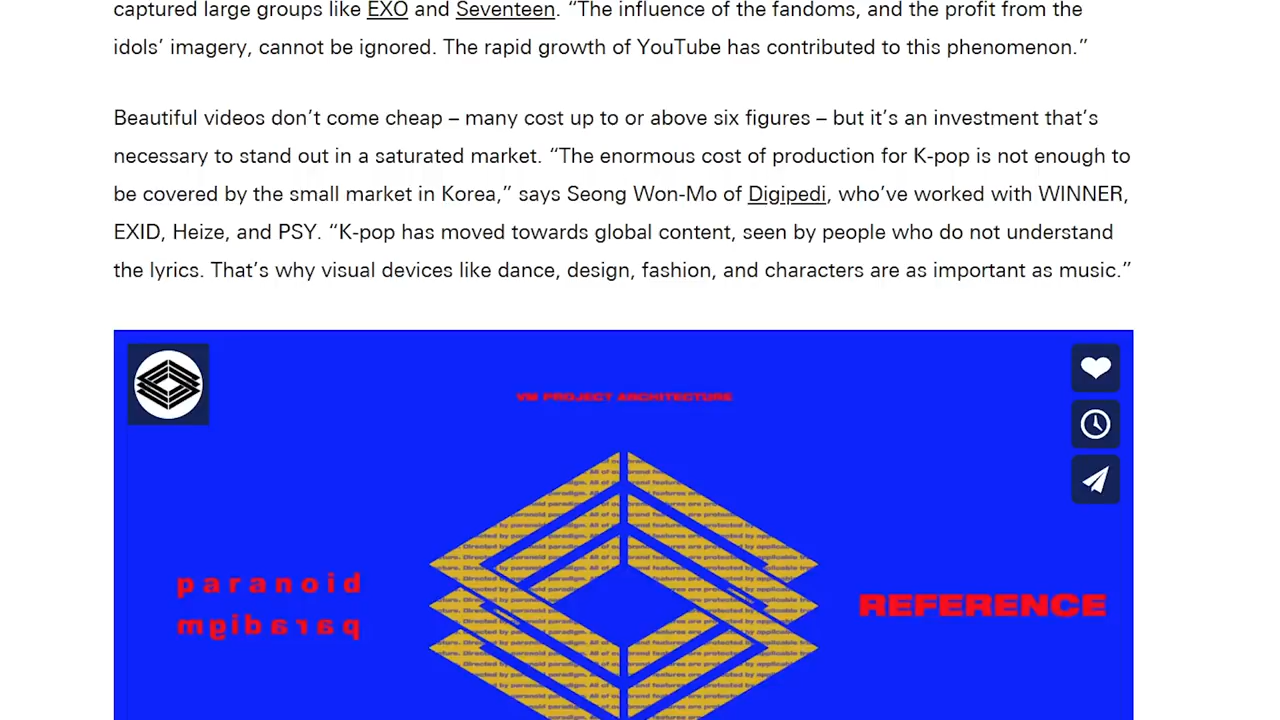 captured large groups like EXO and Seventeen. “The influence of the fandoms, and the profit from the
idols’ imagery, cannot be ignored. The rapid growth of YouTube has contributed to this phenomenon.”
Beautiful videos don’t come cheap – many cost up to or above six figures – but it’s an investment that’s
necessary to stand out in a saturated market. “The enormous cost of production for K-pop is not enough to
be covered by the small market in Korea,” says Seong Won-Mo of Digipedi, who’ve worked with WINNER,
EXID, Heize, and PSY. “K-pop has moved towards global content, seen by people who do not understand
the lyrics. That’s why visual devices like dance, design, fashion, and characters are as important as music.”
VM PROJECT ARCHITECTURE
paranoid
paradigm
REFERENCE